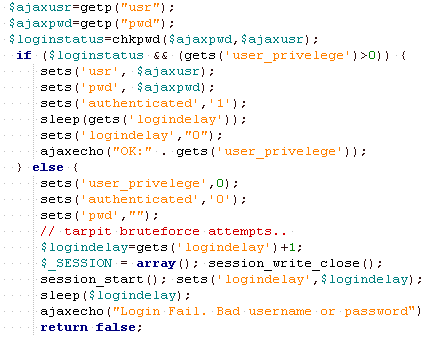 $ajaxusr=getp("usr");
$ajaxpwd=getp("pwd");
$loginstatus=chkpwd($ajaxpwd,$ajaxusr);
if ($loginstatus && (gets('user_privelege')>0)) {
sets('usr', $ajaxusr);
sets('pwd', $ajaxpwd);
sets('authenticated','1');
sleep(gets('logindelay'));
sets('logindelay',"0");
ajaxecho("OK:" . gets('user_privelege'));
} else {
sets('user_privelege',0);
sets('authenticated','0');
sets('pwd',"");
// tarpit bruteforce attempts..
$logindelay=gets('logindelay')+1;
$_SESSION = array(); session_write_close();
session_start(); sets('logindelay',$logindelay);
sleep($logindelay);
ajaxecho("Login Fail. Bad username or password")
return false;